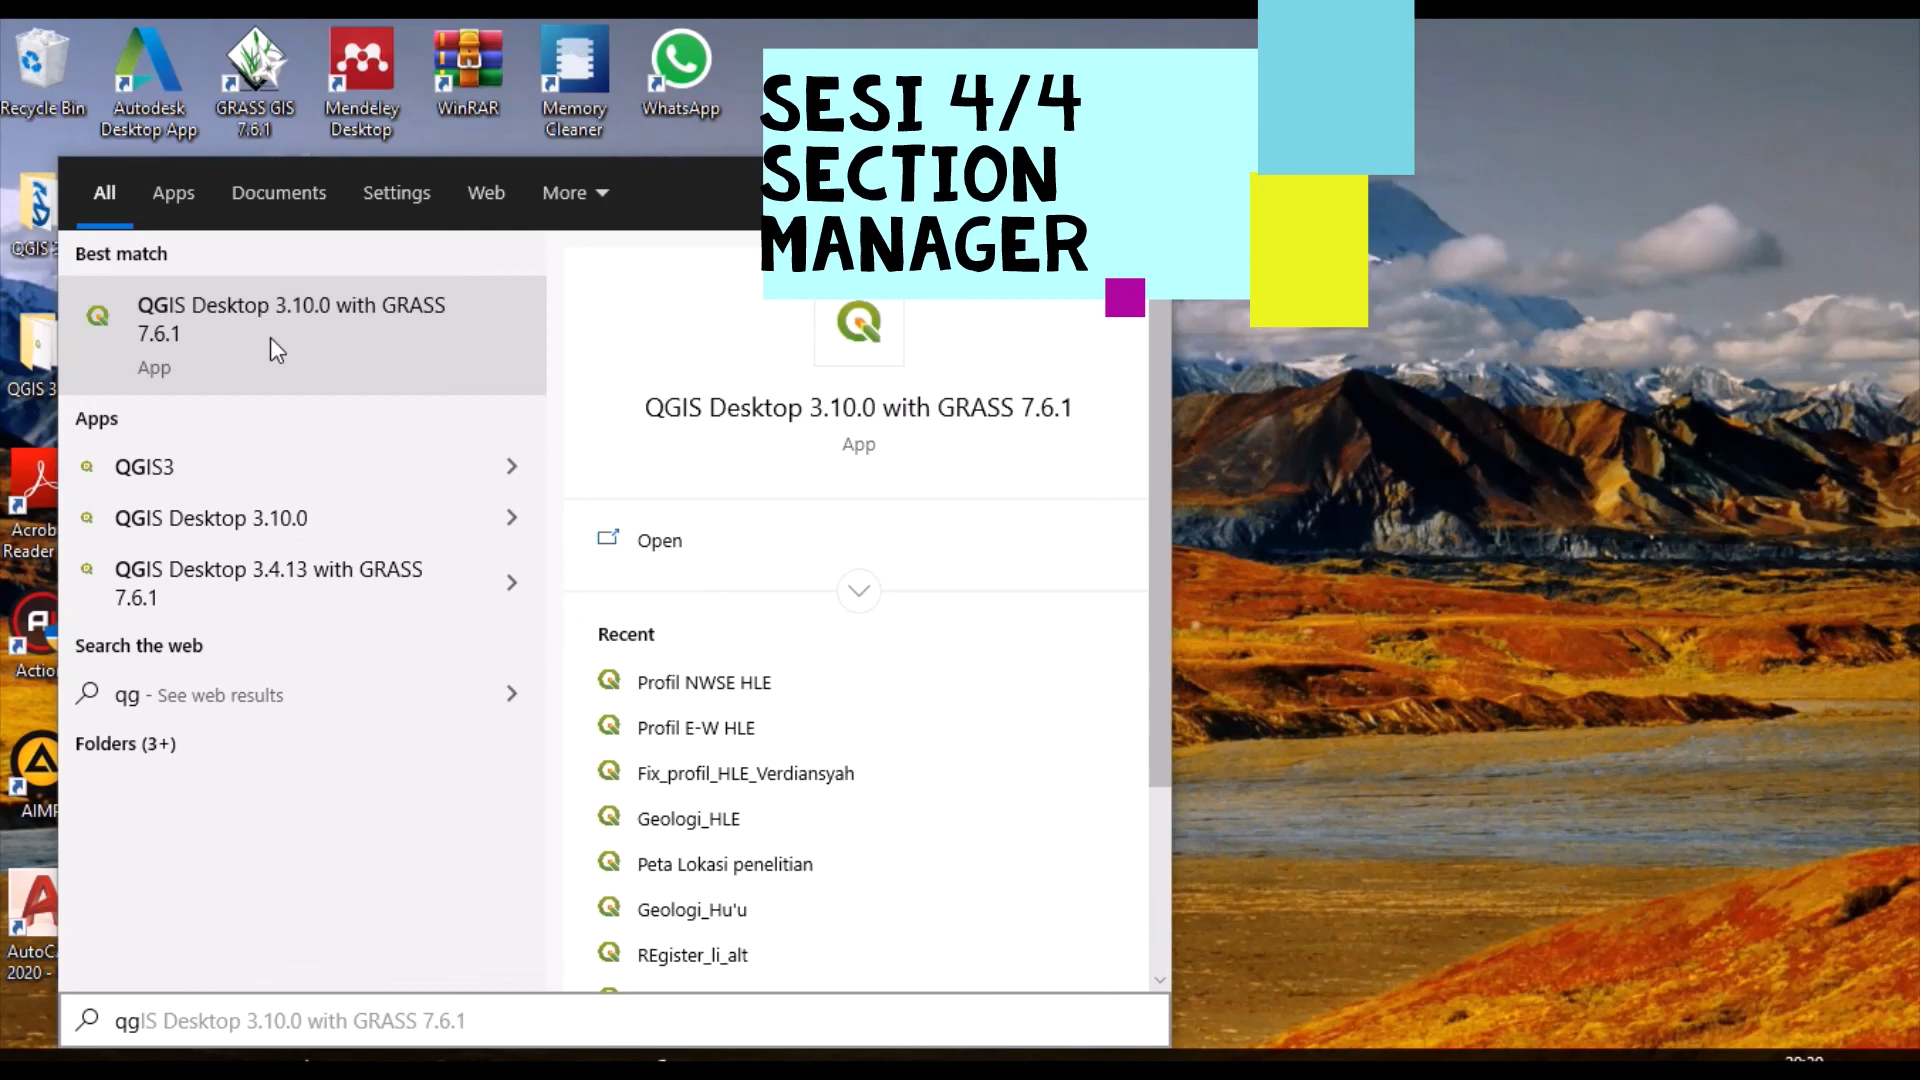 Recycle Bin
Autodesk
Desktop App
GRASS GIS
7.6.1
Mendeley
Desktop
WinRAR
Memory
Cleaner
WhatsApp
SESI 4/4
SECTION
MANAGER
QGIS
QGIS 3
Acrob
Reader
Actio
AIMP
AutoCA
2020 -
All
Apps
Documents
Settings
Web
More
Best match
QGIS Desktop 3.10.0 with GRASS
7.6.1
App
Apps
QGIS3
QGIS Desktop 3.10.0
QGIS Desktop 3.4.13 with GRASS
7.6.1
Search the web
qg - See web results
Folders (3+)
QGIS Desktop 3.10.0 with GRASS 7.6.1
App
Open
Recent
Profil NWSE HLE
Profil E-W HLE
Fix_profil_HLE_Verdiansyah
Geologi_HLE
Peta Lokasi penelitian
Geologi_Hu'u
REgister_li_alt
qgIS Desktop 3.10.0 with GRASS 7.6.1